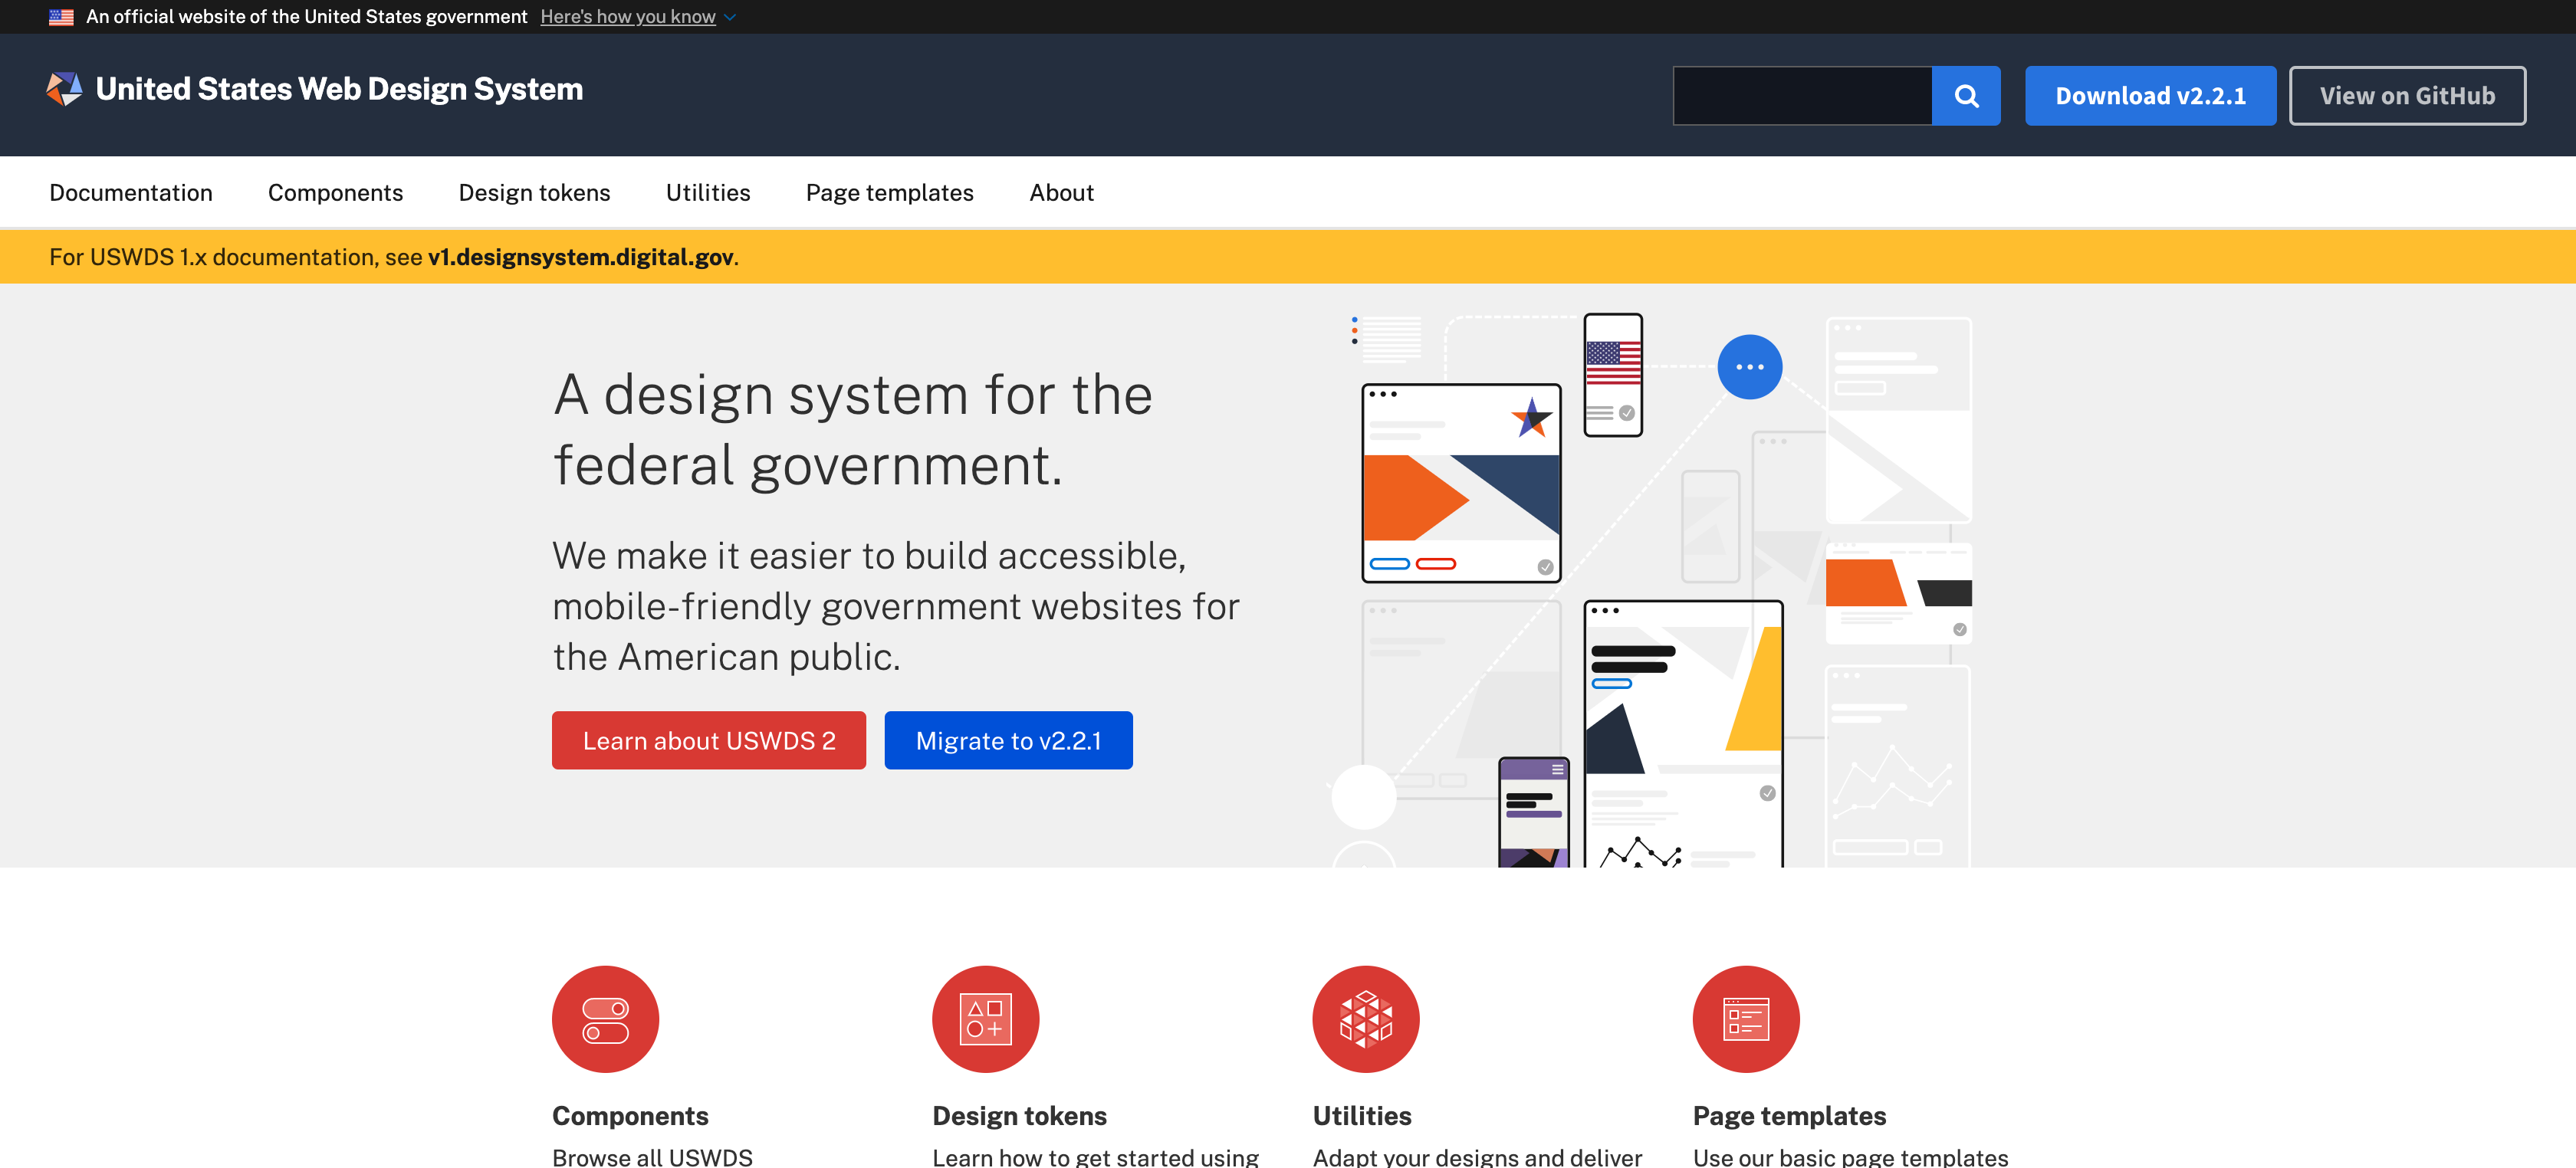 An official website of the United States government Here's how you know
United States Web Design System
Download v2.2.1
View on GitHub
Documentation
Components
Design tokens
Utilities
Page templates
About
For USWDS 1.x documentation, see v1.designsystem.digital.gov.
A design system for the
federal government.
We make it easier to build accessible,
mobile-friendly government websites for
the American public.
Learn about USWDS 2
Migrate to v2.2.1
Components
Browse all USWDS
Design tokens
Learn how to get started using
Utilities
Adapt your designs and deliver
Page templates
Use our basic page templates